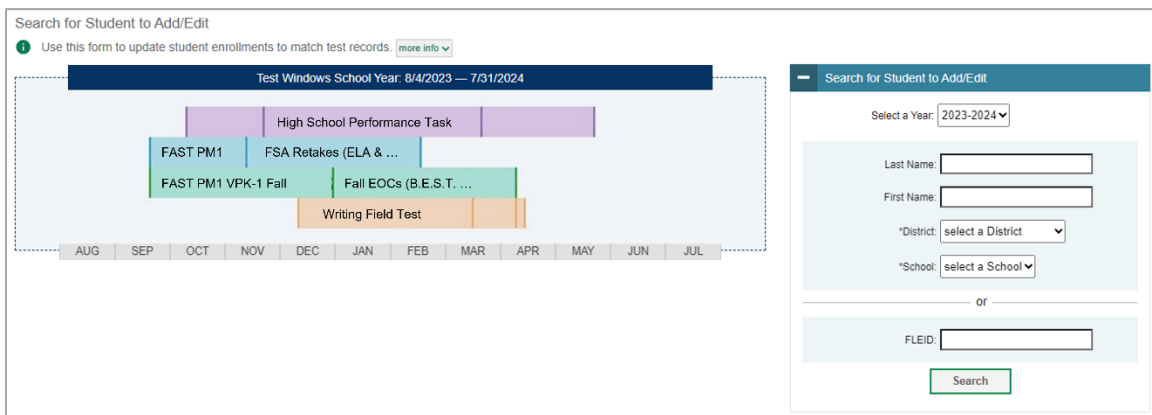 Search for Student to Add/Edit
Use this form to update student enrollments to match test records. more info
Test Windows School Year: 8/4/2023 — 7/31/2024
High School Performance Task
FAST PM1 FSA Retakes (ELA & ...
FAST PM1 VPK-1 Fall Fall EOCs (B.E.S.T. ...
Writing Field Test
AUG SEP OCT NOV DEC JAN FEB MAR APR MAY JUN JUL
Search for Student to Add/Edit
Select a Year: 2023-2024
Last Name:
First Name:
*District: select a District
*School: select a School
or
FLEID:
Search